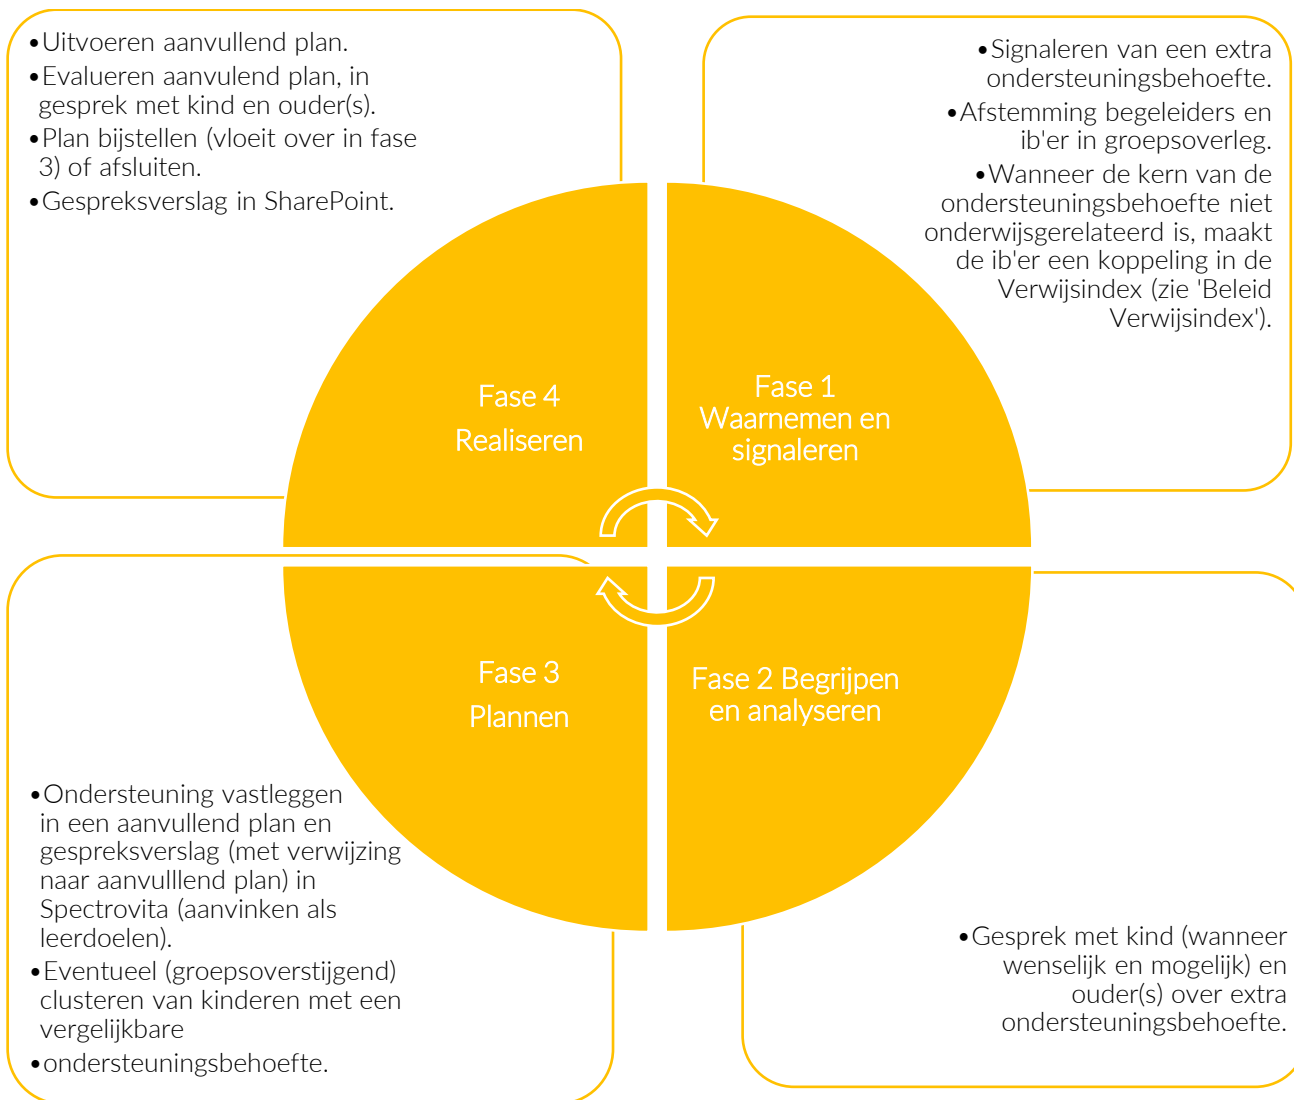 •Uitvoeren aanvullend plan.
•Evalueren aanvulend plan, in
gesprek met kind en ouder(s).
•Plan bijstellen (vloeit over in fase
3) of afsluiten.
•Gespreksverslag in SharePoint.
•Signaleren van een extra
ondersteuningsbehoefte.
•Afstemming begeleiders en
ib'er in groepsoverleg.
•Wanneer de kern van de
ondersteuningsbehoefte niet
onderwijsgerelateerd is, maakt
de ib'er een koppeling in de
Verwijsindex (zie 'Beleid
Verwijsindex').
Fase 4
Realiseren
Fase 1
Waarnemen en
signaleren
Fase 3
Plannen
Fase 2 Begrijpen
en analyseren
•Ondersteuning vastleggen
in een aanvullend plan en
gespreksverslag (met verwijzing
naar aanvulllend plan) in
Spectrovita (aanvinken als
leerdoelen).
•Eventueel (groepsoverstijgend)
clusteren van kinderen met een
vergelijkbare
•ondersteuningsbehoefte.
•Gesprek met kind (wanneer
wenselijk en mogelijk) en
ouder(s) over extra
ondersteuningsbehoefte.